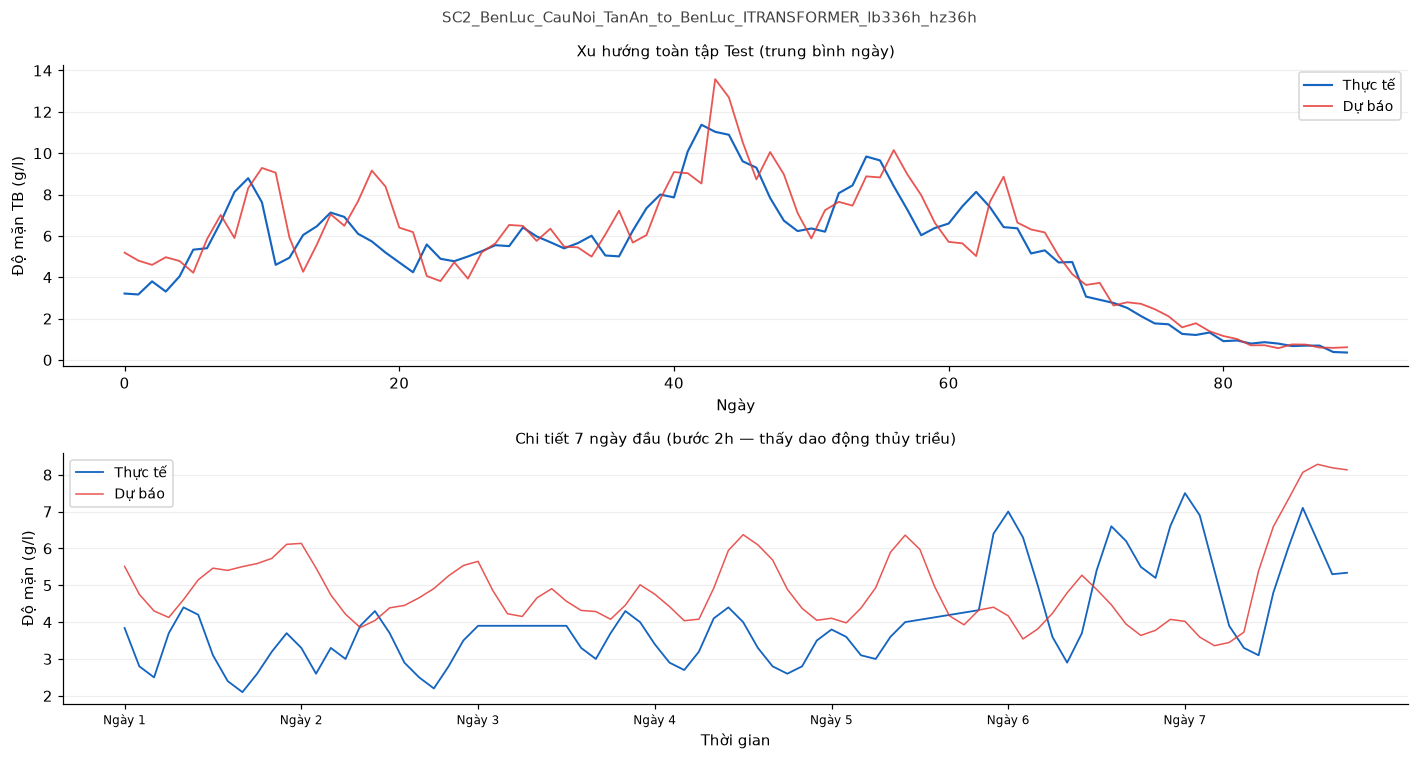 SC2_BenLuc_CauNoi_TanAn_to_BenLuc_ITRANSFORMER_lb336h_hz36h
Xu hướng toàn tập Test (trung bình ngày)
Độ mặn TB (g/l)
14
12
10
8
6
4
2
0
Thực tế
Dự báo
0
20
40
60
80
Ngày
Chi tiết 7 ngày đầu (bước 2h — thấy dao động thủy triều)
Độ mặn (g/l)
8
7
6
5
4
3
2
Thực tế
Dự báo
Ngày 1
Ngày 2
Ngày 3
Ngày 4
Ngày 5
Ngày 6
Ngày 7
Thời gian